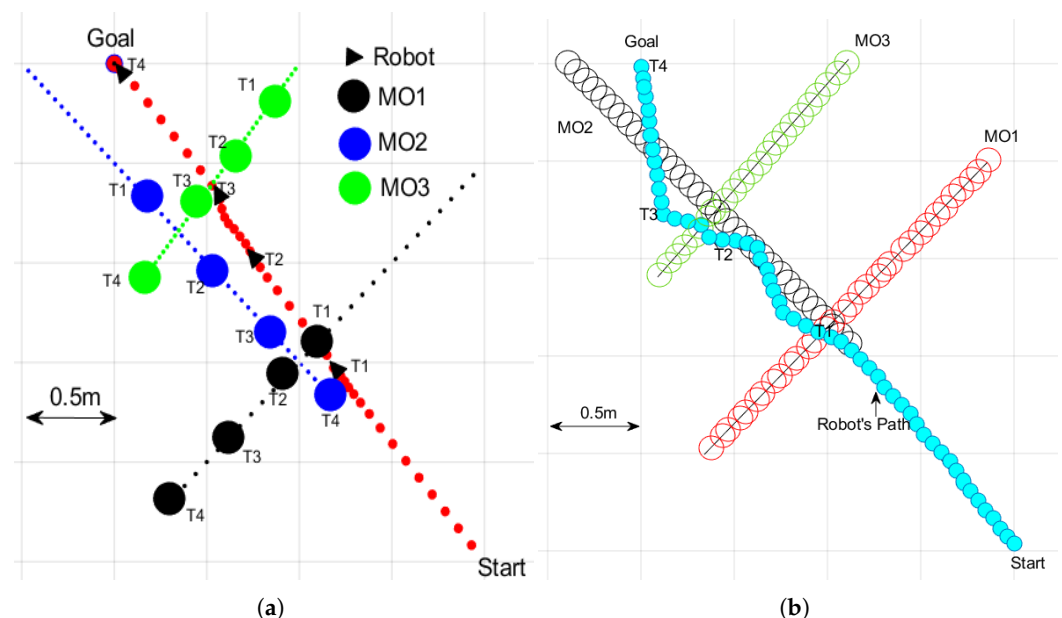 Goal
T4
Robot
MO1
MO2
MO3
T1
T2
T3
T3
T1
T2
T4
T2
T3
T1
T1
T2
T4
T3
T4
0.5m
Start
(a)
Goal
T4
MO3
MO2
MO1
T3
T2
T1
0.5m
Robot's Path
Start
(b)